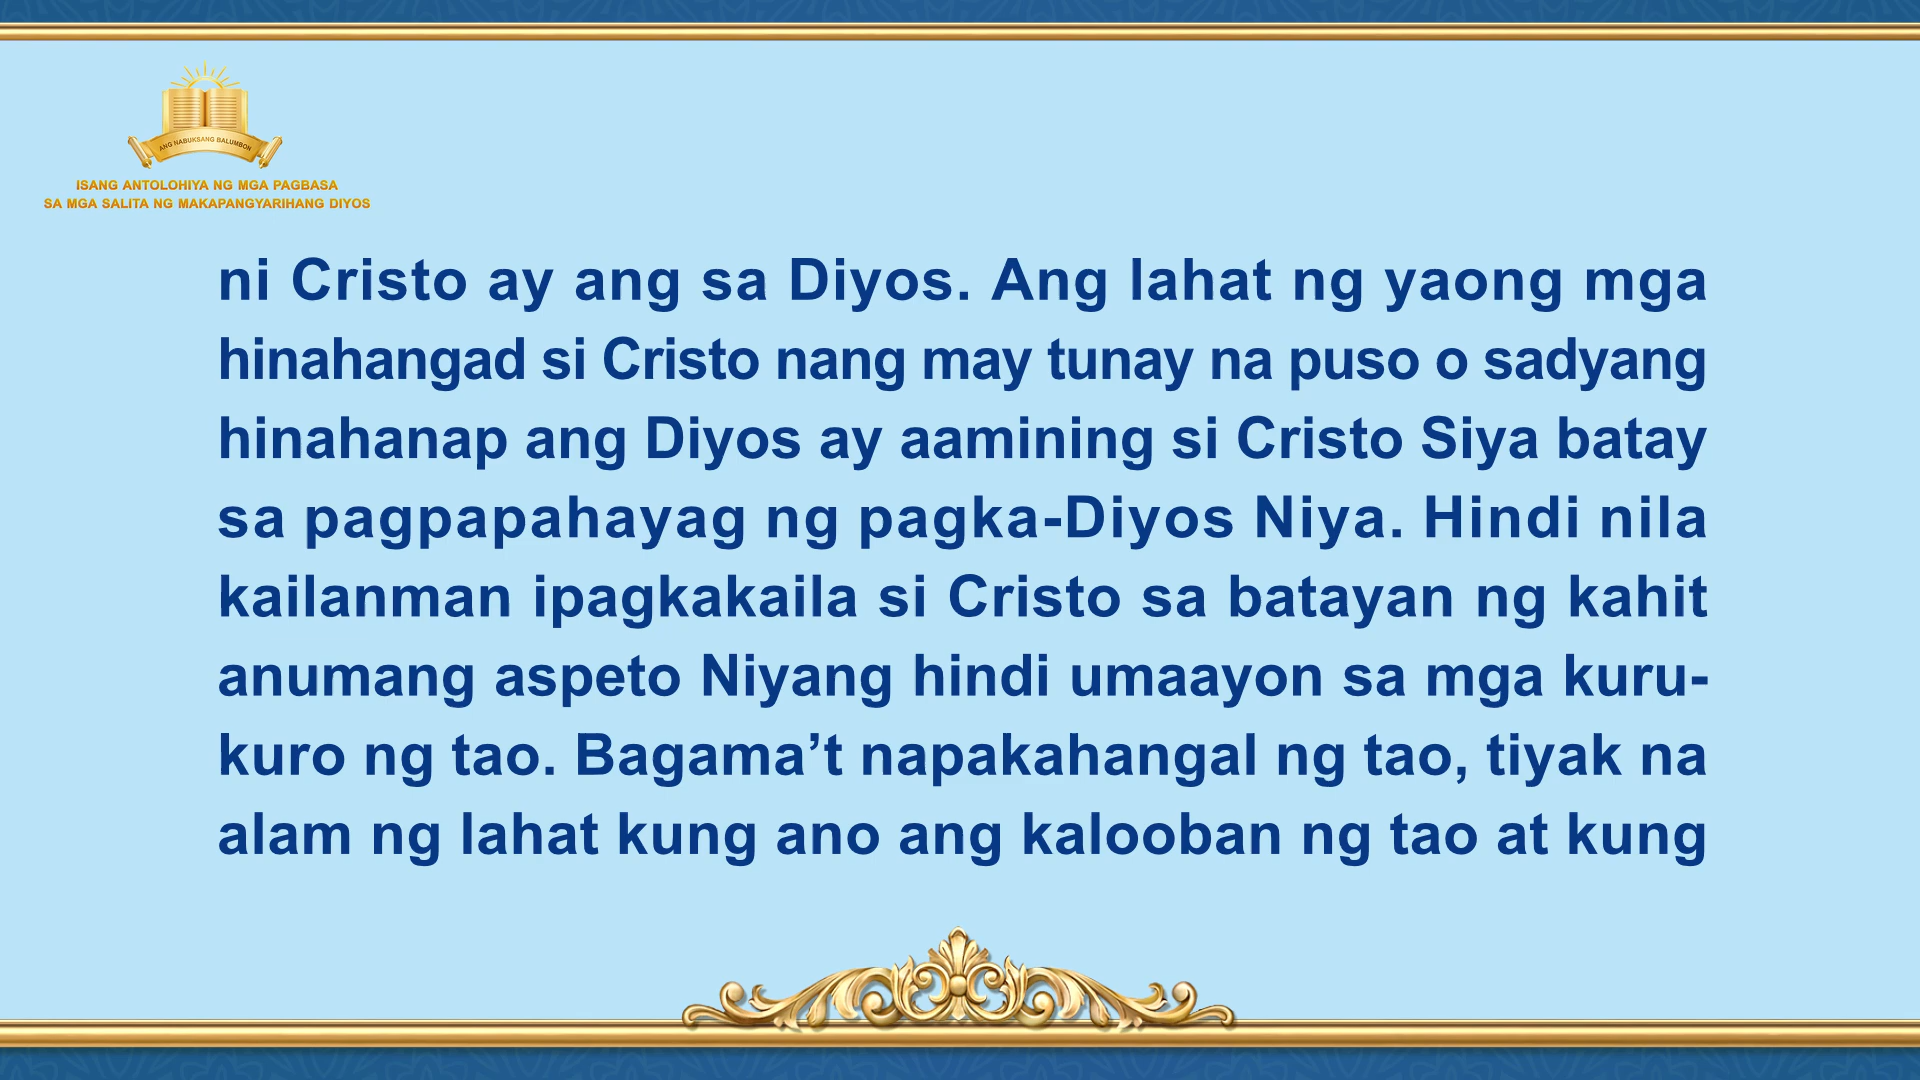 ANG NABUKSANG BALUMBON
ISANG ANTOLOHIYA NG MGA PAGBASA
SA MGA SALITA NG MAKAPANGYARIHANG DIYOS
ni Cristo ay ang sa Diyos. Ang lahat ng yaong mga
hinahangad si Cristo nang may tunay na puso o sadyang
hinahanap ang Diyos ay aamining si Cristo Siya batay
sa pagpapahayag ng pagka-Diyos Niya. Hindi nila
kailanman ipagkakaila si Cristo sa batayan ng kahit
anumang aspeto Niyang hindi umaayon sa mga kuru-
kuro ng tao. Bagama’t napakahangal ng tao, tiyak na
alam ng lahat kung ano ang kalooban ng tao at kung